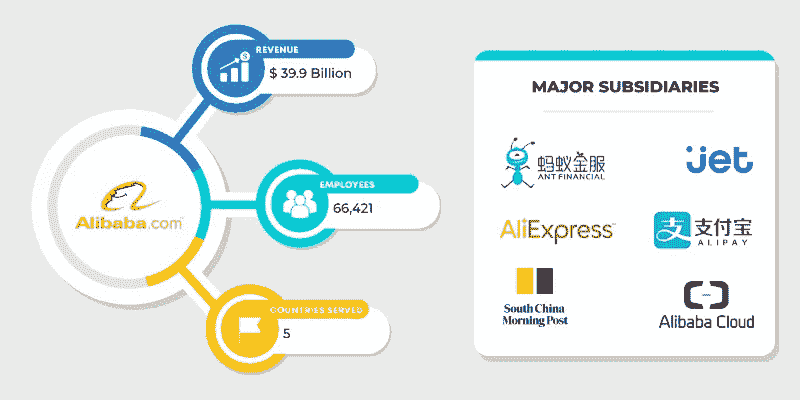 REVENUE
$ 39.9 Billion
Alibaba.com
EMPLOYEES
66,421
COUNTRIES SERVED
5
MAJOR SUBSIDIARIES
蚂蚁金服
ANT FINANCIAL
Jet
AliExpress
支
支付宝
ALIPAY
South China
Morning Post
Alibaba Cloud